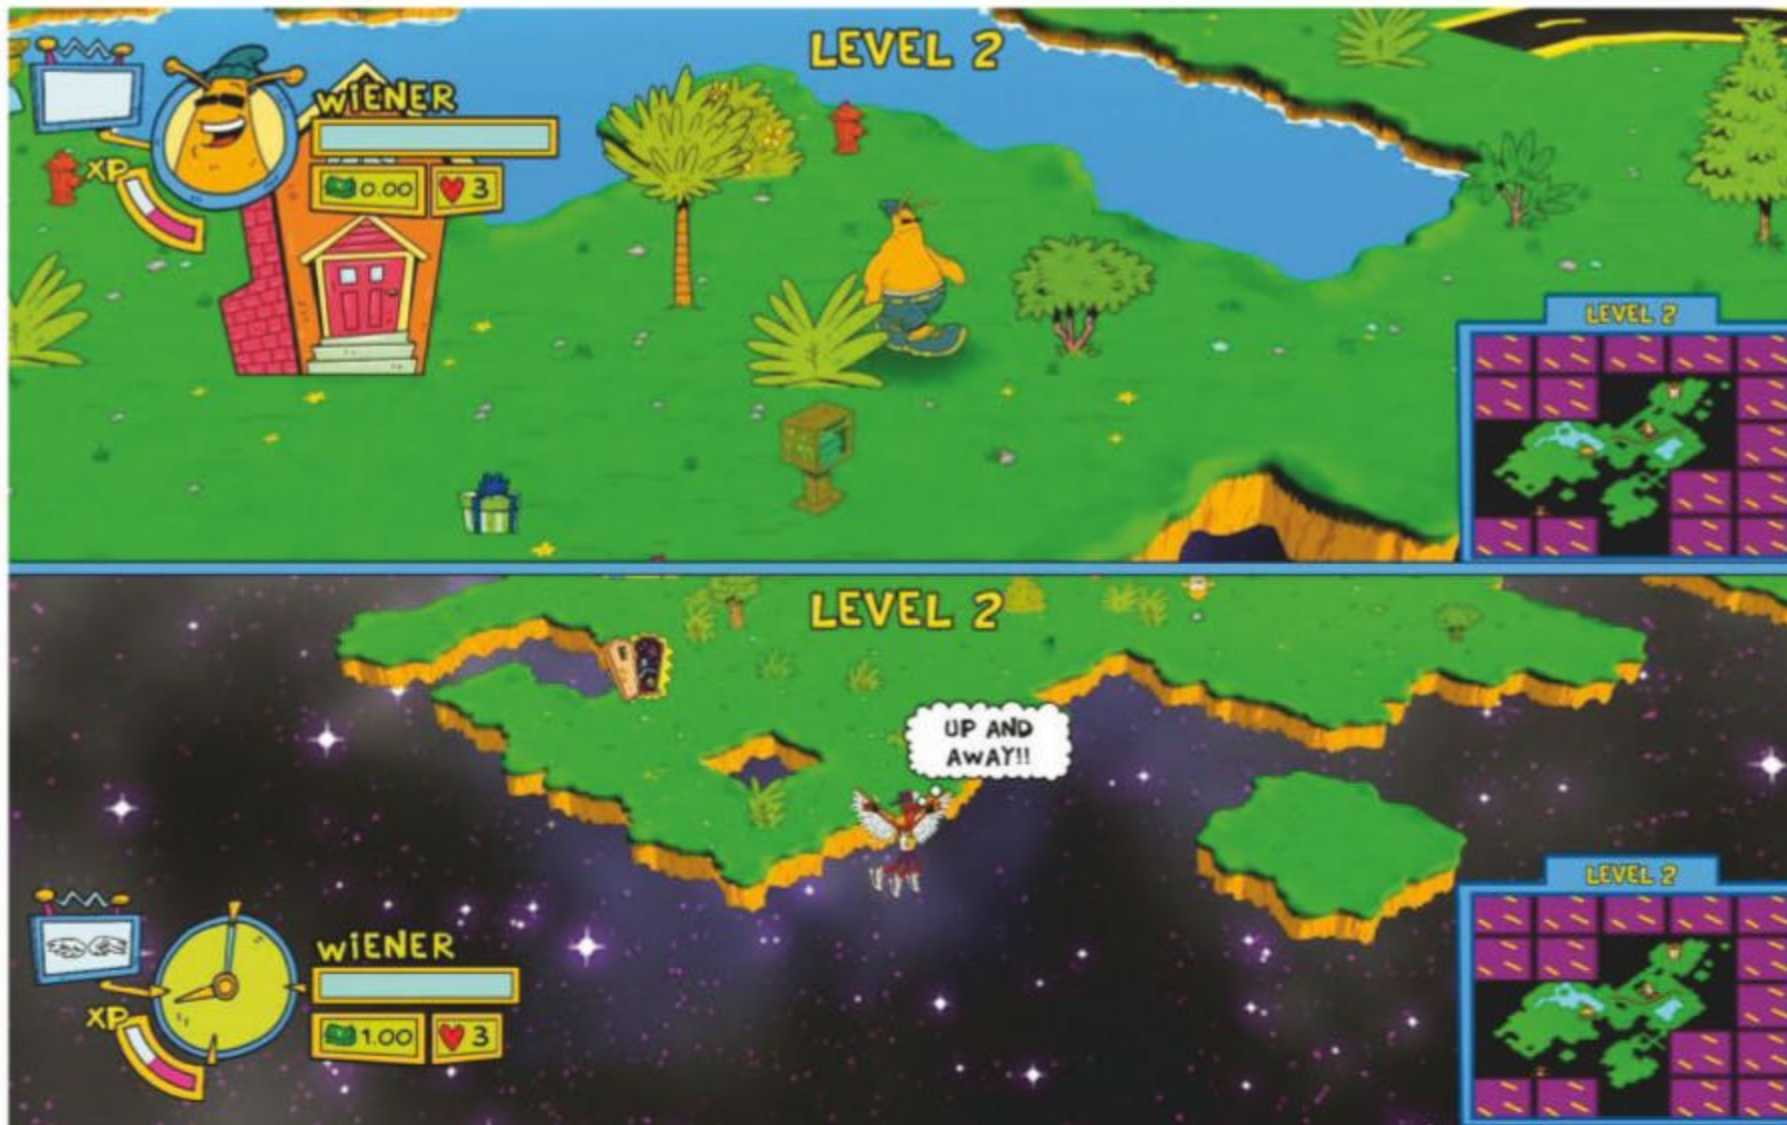 LEVEL 2
WiENER
XP
0.00
3
LEVEL 2
LEVEL 2
UP AND
AWAY!!
LEVEL 2
WiENER
XP
1.00
3